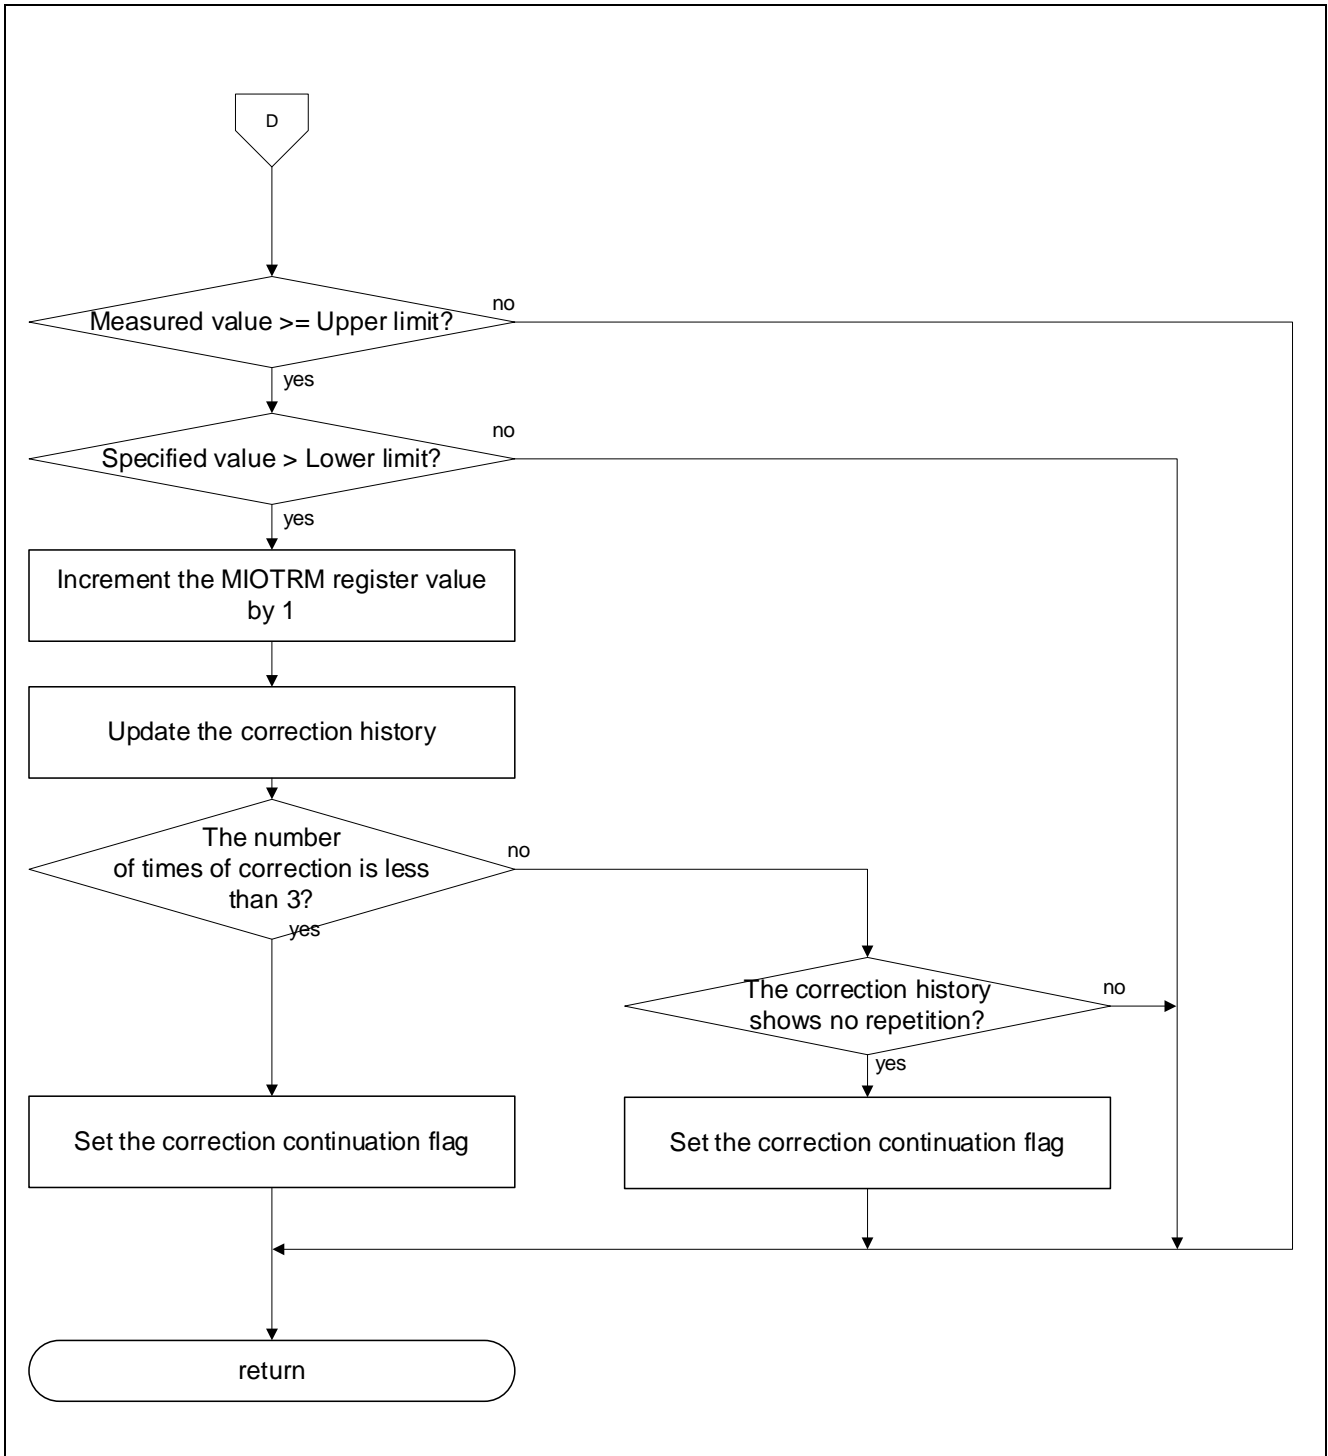 D
Measured value >= Upper limit?
no
yes
Specified value > Lower limit?
no
yes
Increment the MIOTRM register value
by 1
Update the correction history
The number
of times of correction is less
than 3?
no
yes
The correction history
shows no repetition?
no
yes
Set the correction continuation flag
Set the correction continuation flag
return